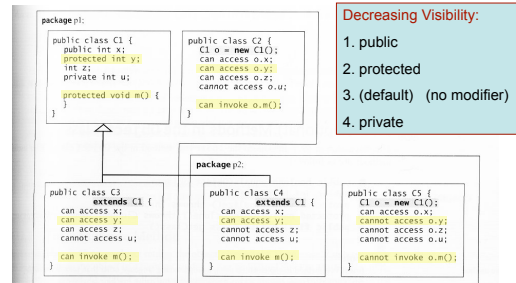 package p1;
public class C1 {
public int x;
protected int y;
int z;
private int u;
protected void m() {
}
}
public class C2 {
C1 o = new C1();
can access o.x;
can access o.y;
can access o.z;
cannot access o.u;
can invoke o.m();
}
Decreasing Visibility:
1. public
2. protected
3. (default) (no modifier)
4. private
package p2;
public class C3
extends C1 {
can access x;
can access y;
can access z;
cannot access u;
can invoke m();
}
public class C4
extends C1 {
can access x;
can access y;
cannot access z;
cannot access u;
can invoke m();
}
public class C5 {
C1 o = new C1();
can access o.x;
cannot access o.y;
cannot access o.z;
cannot access o.u;
cannot invoke o.m();
}